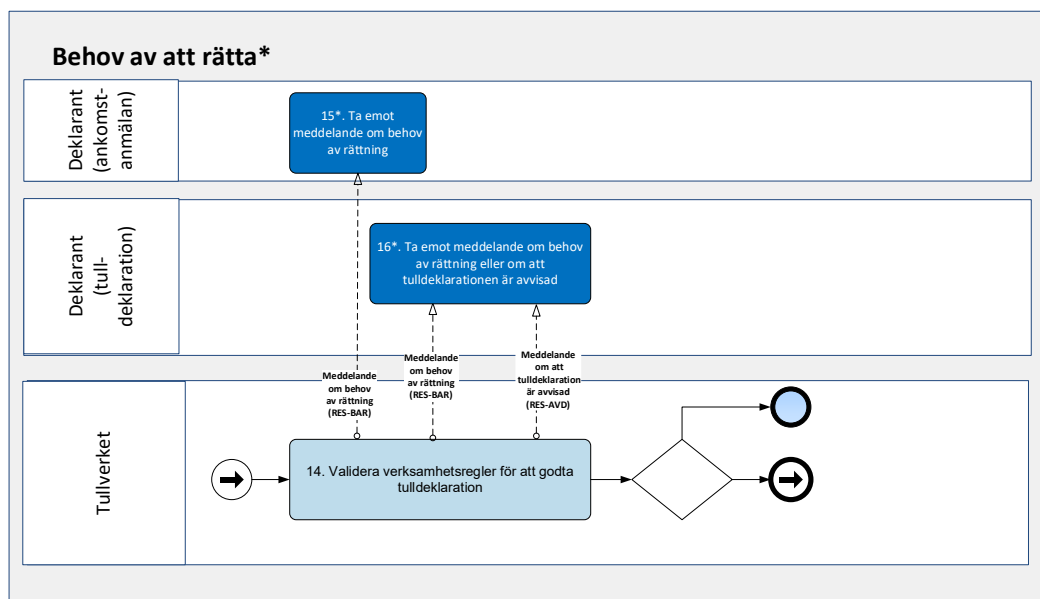 Behov av att rätta*
Deklarant
(ankomst-
anmälan)
15*. Ta emot
meddelande om behov
av rättning
Deklarant
(tull-
deklaration)
16*. Ta emot meddelande om behov
av rättning eller om att
tulldeklarationen är avvisad
Meddelande
om behov
av rättning
(RES-BAR)
Meddelande
om behov
av rättning
(RES-BAR)
Meddelande
om att
tulldeklaration
är avvisad
(RES-AVD)
Tullverket
14. Validera verksamhetsregler för att godta
tulldeklaration